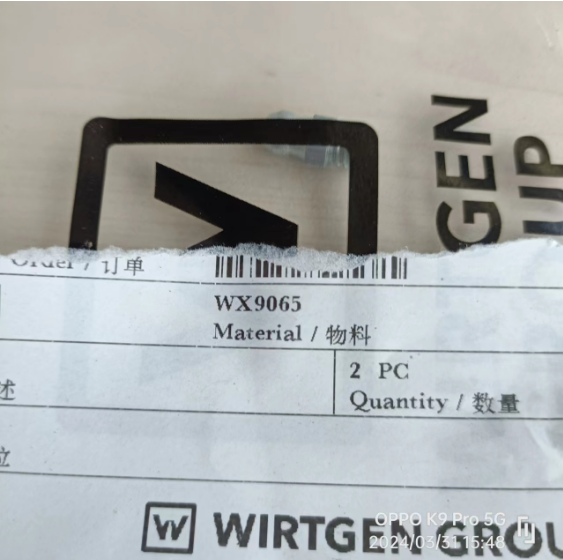 GEN
UP
Order / 订单
WX9065
Material / 物料
2 PC
述
Quantity / 数量
位
W WIRTGEN GROU
OPPO K9 Pro 5G
2024/03/31 15:48